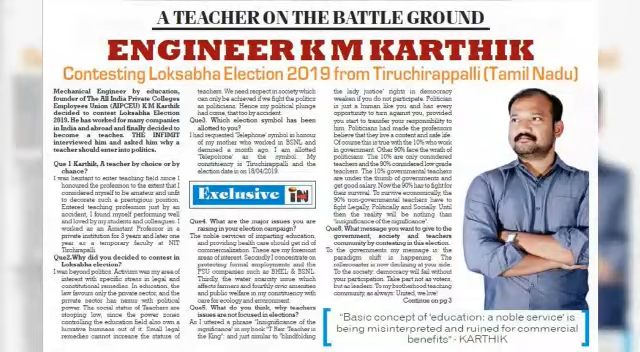 A TEACHER ON THE BATTLE GROUND
ENGINEER K M KARTHIK
Contesting Loksabha Election 2019 from Tiruchirappalli (Tamil Nadu)
Mechanical Engineer by education,
founder of The All India Private Colleges
Employees Union (AIPCEU) K M Karthik
decided to contest Loksabha Election
2019. He has worked for many companies
in India and abroad and finally decided to
become a teacher. THE INFIMIT
interviewed him and asked him why a
teacher should enter into politics.
Que 1 Karthik, A teacher by choice or by
chance?
I was hesitant to enter teaching field since I
honoured the profession to the extent that I
considered myself to be amateur and unfit
to decorate such a prestigious position.
Entered teaching profession just by an
accident, I found myself performing well
and loved by my students and colleagues. I
worked as an Assistant Professor in a
private institution for 3 years and later one
year as a temporary faculty at NIT
Tiruchirapalli.
Que2.Why did you decided to contest in
Loksabha election?
I was beyond politics. Activism was my area of
interest with specific stress in legal and
constitutional remedies. In education, the
law favours only the private sector, and the
private sector has nexus with political
power. The social status of Teachers are
stooping low, since the power zones
controlling the education field also own a
lucrative business out of it. Small legal
remedies cannot increase the stature of
teachers. We need respect in society which
can only be achieved if we fight the politics
as politicians. Hence my political plunge
had come, that too by accident.
Que3. Which election symbol has been
allotted to you?
I had requested 'Telephone' symbol in honour
of my mother who worked in BSNL and
deceased a month ago. I am allotted
'Telephone' as the symbol. My
constituency is Tiruchirappalli and the
election date is on 18/04/2019.
Exclusive IN
Que4. What are the major issues you are
raising in your election campaign?
The noble services of imparting education,
and providing health care should get rid of
commercialization. These are my foremost
areas of interest. Secondly I concentrate on
protecting formal employments and the
PSU companies such as BHEL & BSNL.
Thirdly, the water scarcity issue which
affects farmers and forthly civic amenities
and public welfare in my constituency with
care for ecology and environment.
Que5. What do you think, why teachers
issues are not focused in elections?
As I uttered a phrase "Insignificance of the
significance" in my book "T Rex- Teacher is
the King"; and just similar to "blindfolding
the lady justice" rights in democracy
weaken if you do not participate. Politician
is just a human like you and has every
opportunity to turn against you, provided
you start to transfer your responsibility to
him. Politicians had made the professors
believe that they live a content and safe life.
Of course this is true with the 10% who work
in government. Other 90% face the wrath of
politicians. The 10% are only considered
teachers and the 90% considered low grade
teachers. The 10% governmental teachers
are under the thumb of governments and
get good salary. Now the 90% has to fight for
their survival. To survive economically, the
90% non-governmental teachers have to
fight Legally, Politically and Socially. Until
then the reality will be nothing than
"insignificance of the significance".
Que6. What message you want to give to the
government, society and teachers
community by contesting in this election.
To the governments my message is: the
paradigm shift is happening. The
is now declining at your side.
To the society: democracy will fail without
your participation. Take part not as voters,
but as leaders. To my brotherhood teaching
community, as always: United, we live!
Continue on pg 3
"Basic concept of 'education: a noble service' is
being misinterpreted and ruined for commercial
benefits" - KARTHIK